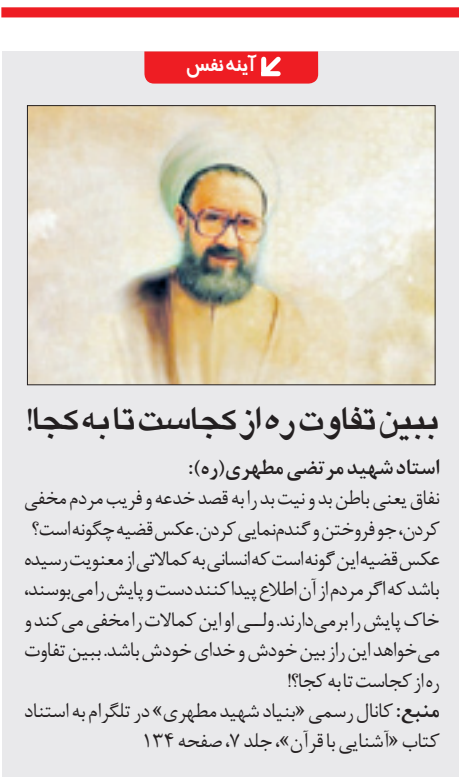 آینه نفس
ببین تفاوت ره از کجاست تا به کجا!
استاد شهید مرتضی مطهری(ره):
نفاق یعنی باطن بد و نیت بد را به قصد خدعه و فریب مردم مخفی
کردن، جو فروختن و گندم‌نمایی کردن. عکس قضیه چگونه است؟
عکس قضیه این گونه است که انسانی به کمالاتی از معنویت رسیده
باشد که اگر مردم از آن اطلاع پیدا کنند دست و پایش را می‌بوسند،
خاک پایش را برمی‌دارند. ولــی او این کمالات را مخفی می کند و
می‌خواهد این راز بین خودش و خدای خودش باشد. ببین تفاوت
ره از کجاست تا به کجا؟!
منبع: کانال رسمی «بنیاد شهید مطهری» در تلگرام به استناد
کتاب «آشنایی با قرآن»، جلد ۷، صفحه ۱۳۴